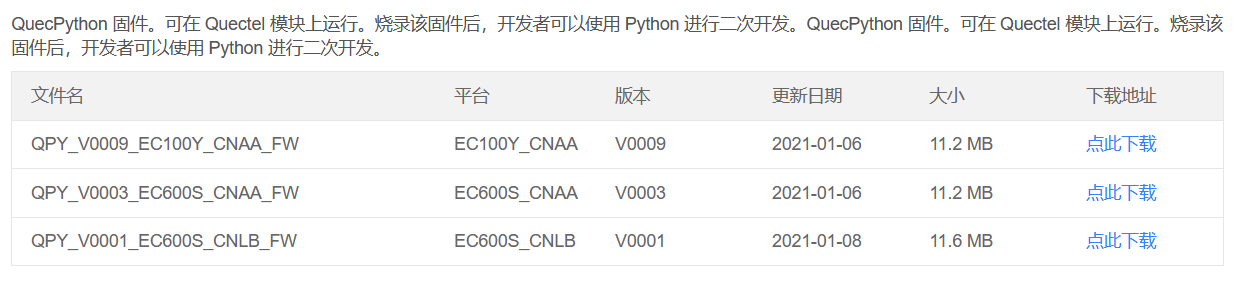 QuecPython 固件。可在 Quectel 模块上运行。烧录该固件后，开发者可以使用 Python 进行二次开发。QuecPython 固件。可在 Quectel 模块上运行。烧录该
固件后，开发者可以使用 Python 进行二次开发。
文件名 平台 版本 更新日期 大小 下载地址
QPY_V0009_EC100Y_CNAA_FW EC100Y_CNAA V0009 2021-01-06 11.2 MB 点此下载
QPY_V0003_EC600S_CNAA_FW EC600S_CNAA V0003 2021-01-06 11.2 MB 点此下载
QPY_V0001_EC600S_CNLB_FW EC600S_CNLB V0001 2021-01-08 11.6 MB 点此下载